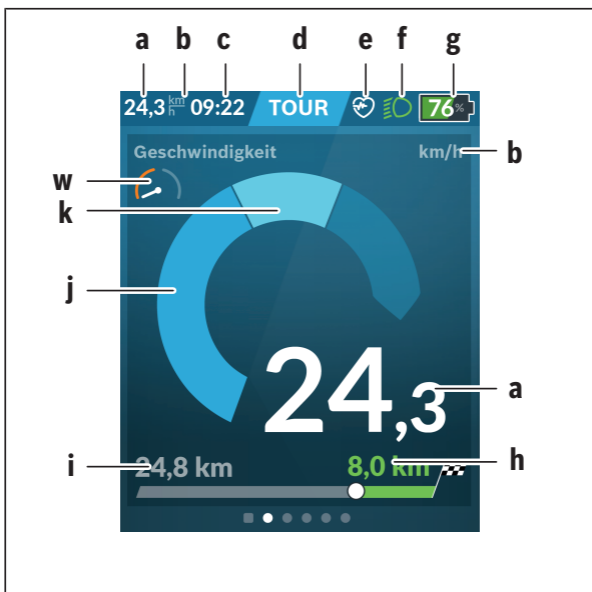 a b c d e f g
24,3 km/h 09:22 TOUR 76%
Geschwindigkeit km/h b
w
k
j
24,3 a
i 24,8 km 8,0 km h